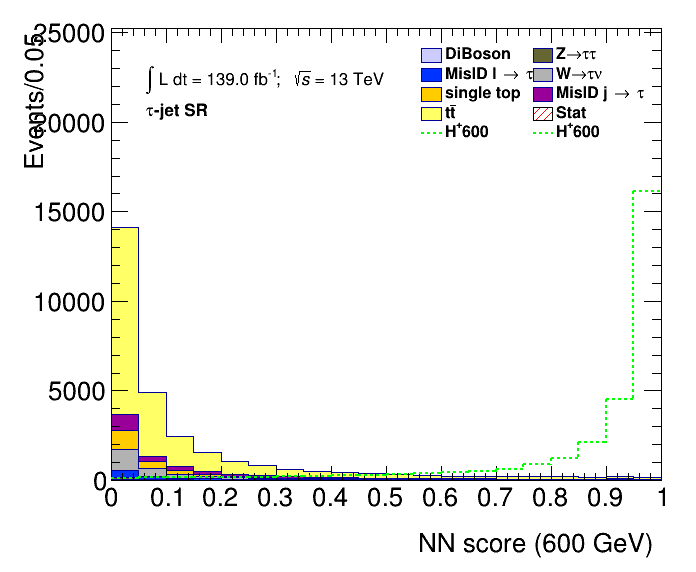 Events/0.05
25000
20000
15000
10000
5000
0
∫ L dt = 139.0 fb⁻¹; √s = 13 TeV
τ-jet SR
DiBoson
MisID l → τ
single top
tt̄
H⁺600
Z→ττ
W→τν
MisID j → τ
Stat
H⁺600
0 0.1 0.2 0.3 0.4 0.5 0.6 0.7 0.8 0.9 1
NN score (600 GeV)